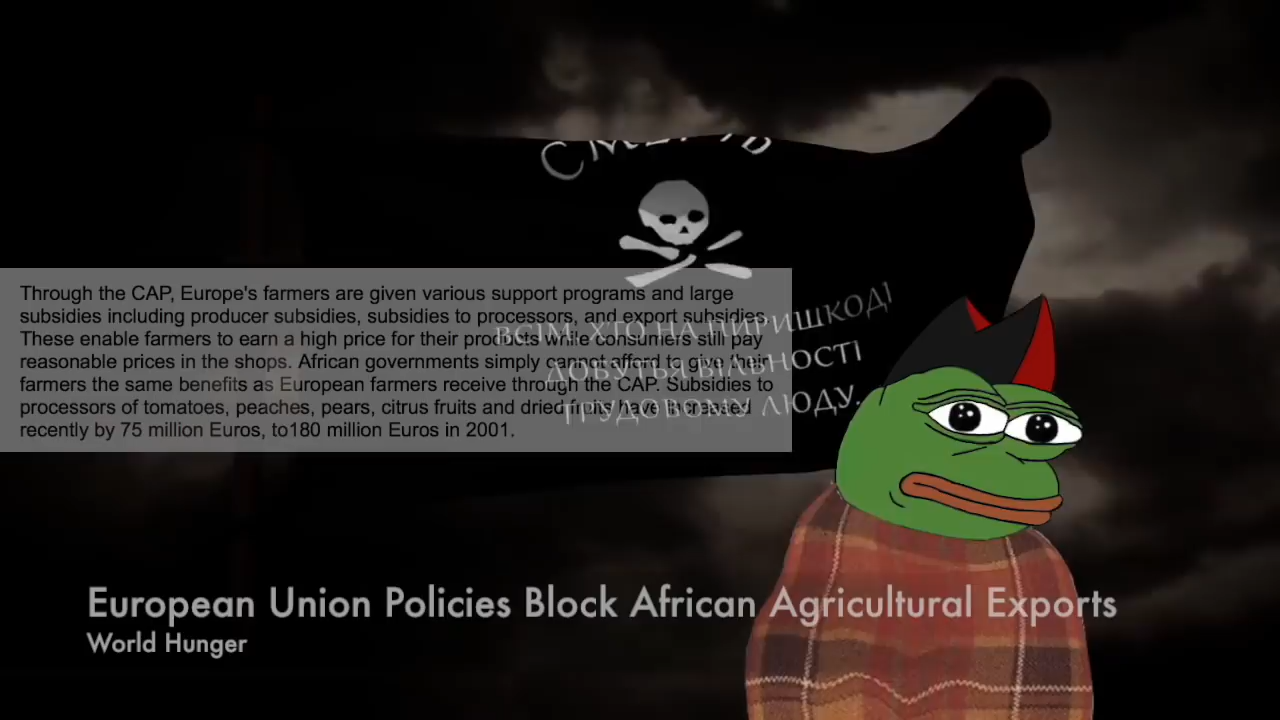 СМЕРТЬ
Through the CAP, Europe's farmers are given various support programs and large
subsidies including producer subsidies, subsidies to processors, and export subsidies.
These enable farmers to earn a high price for their products while consumers still pay
reasonable prices in the shops. African governments simply cannot afford to give their
farmers the same benefits as European farmers receive through the CAP. Subsidies to
processors of tomatoes, peaches, pears, citrus fruits and dried fruits have increased
recently by 75 million Euros, to180 million Euros in 2001.
ВСІМ, ХТО НА ПИРИШКОДІ
ДОБУТЬЯ ВІЛЬНОСТІ
ТРУДОВОМУ ЛЮДУ.
European Union Policies Block African Agricultural Exports
World Hunger